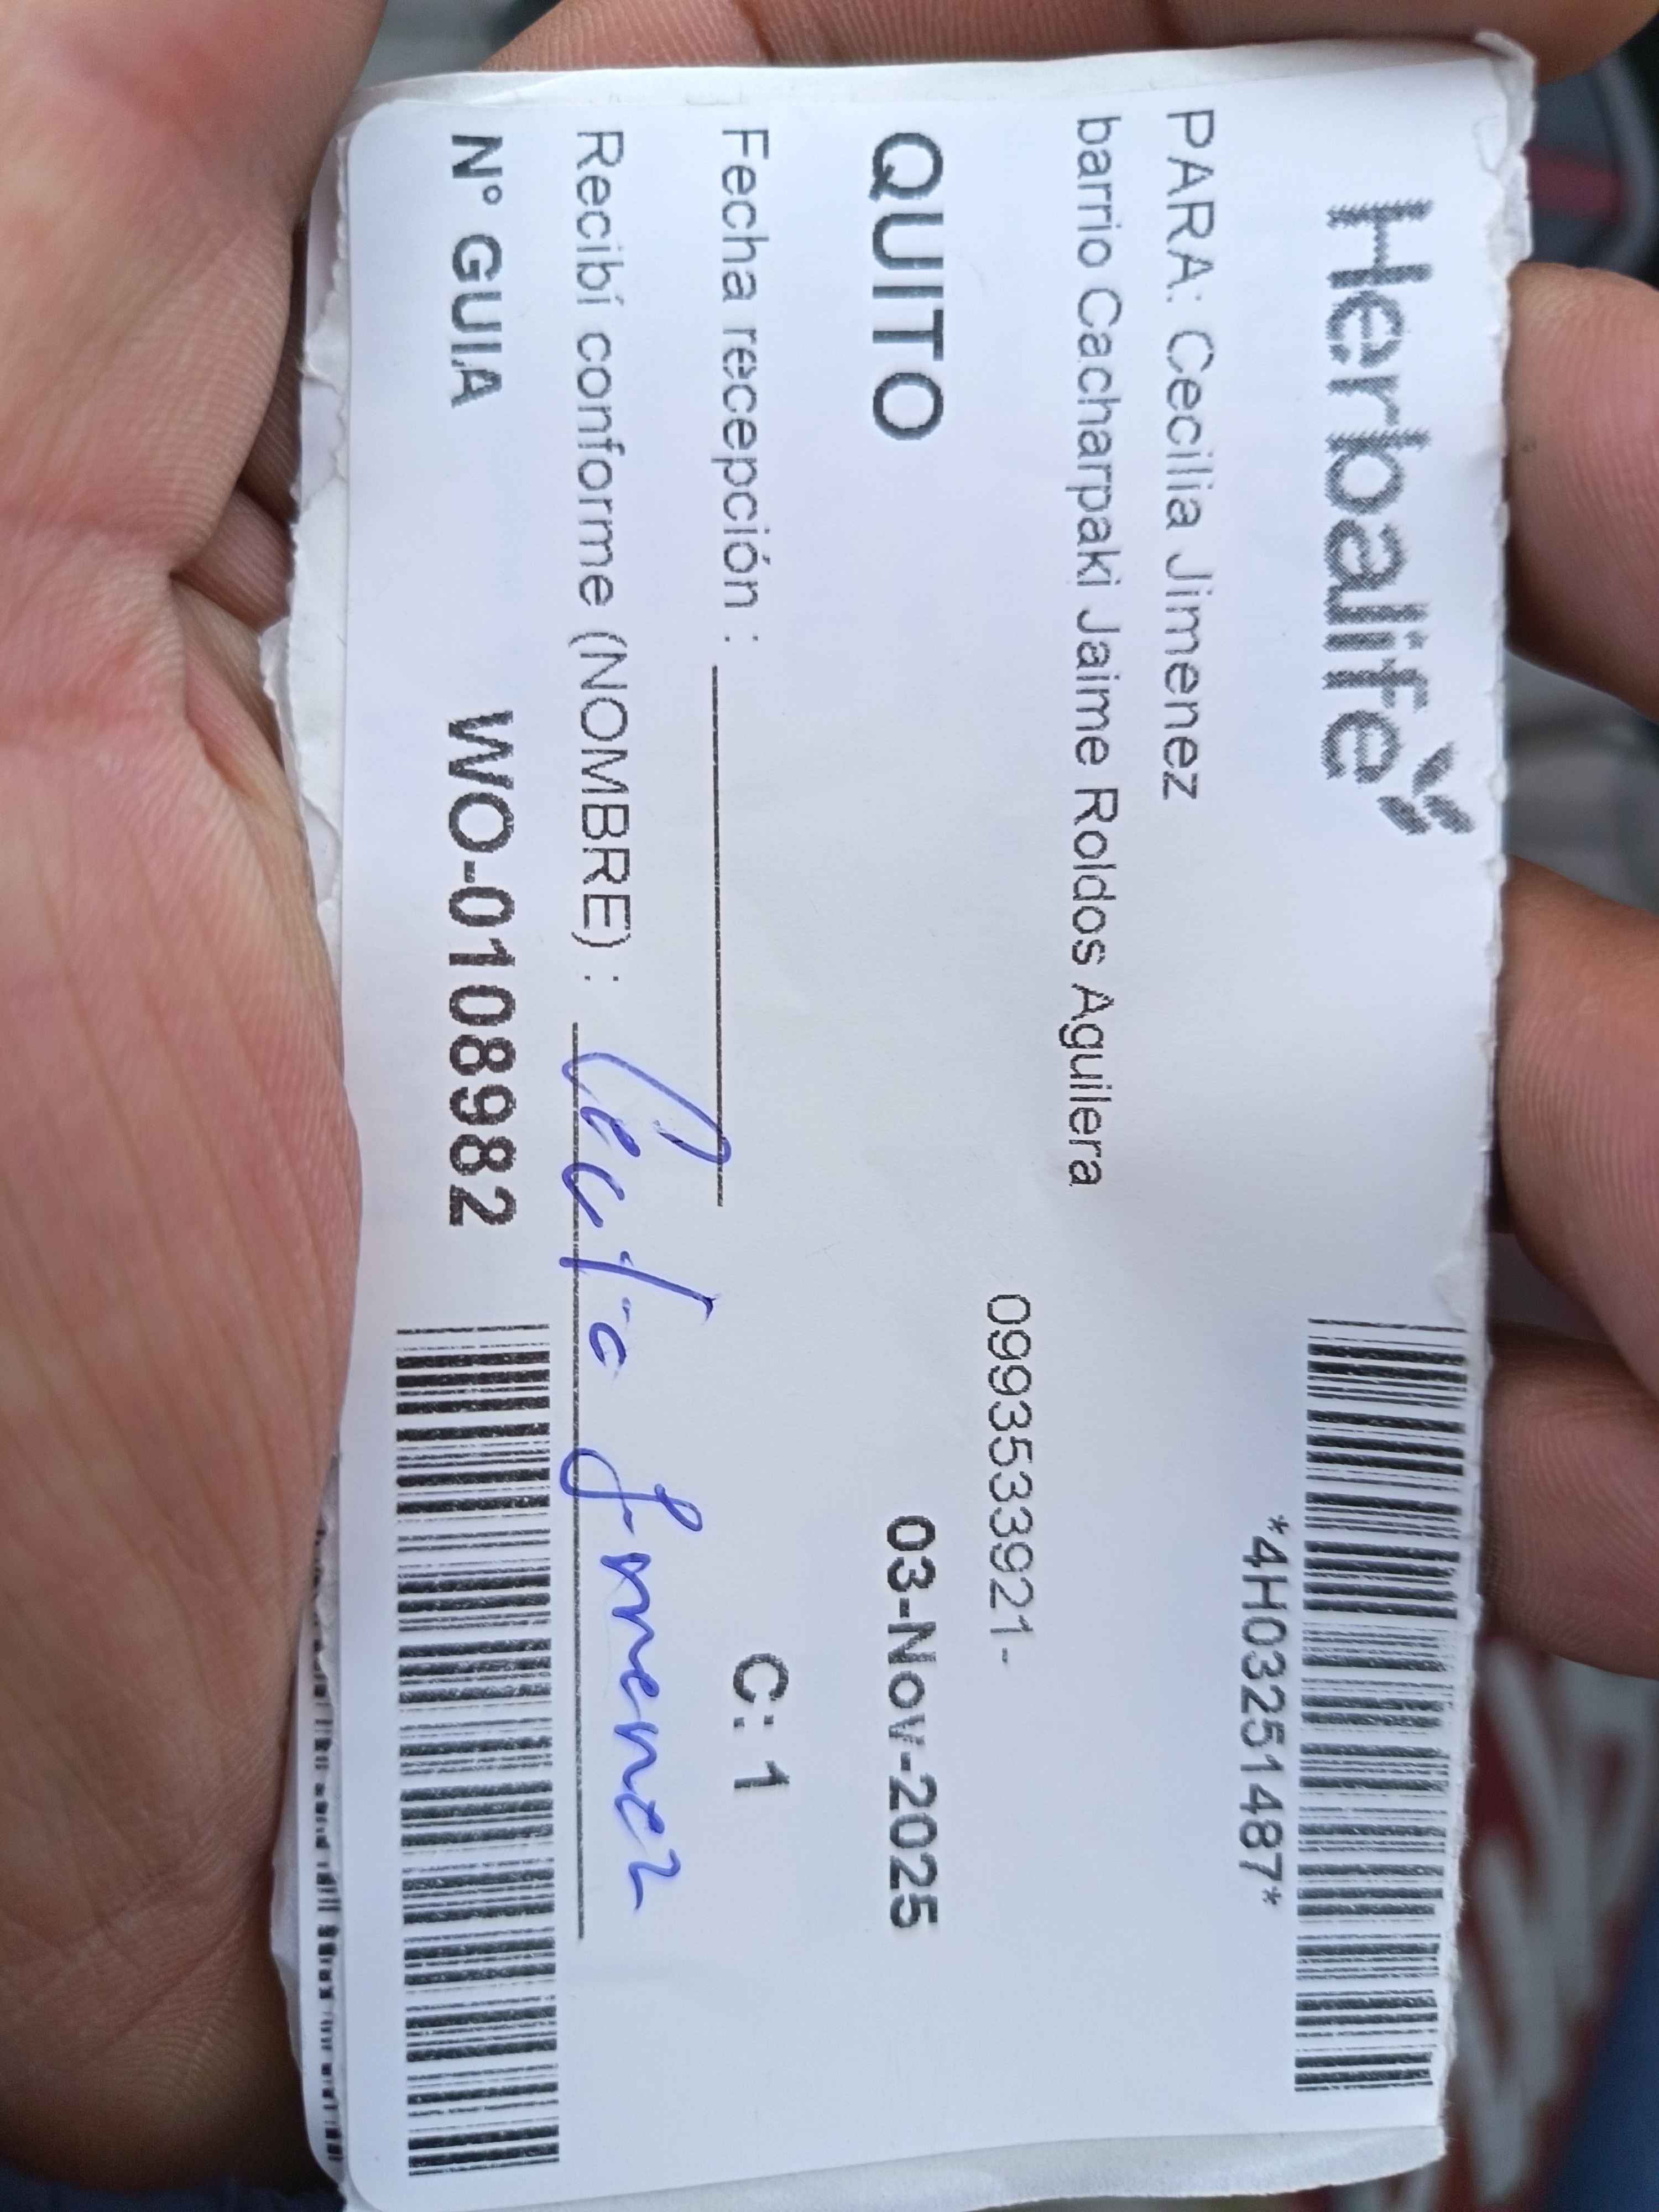 Herbalife
*4H03251487*
PARA: Cecilia Jimenez
barrio Cacharpaki Jaime Roldos Aguilera
0993533921-
QUITO 03-Nov-2025
Fecha recepción : C: 1
Recibí conforme (NOMBRE) : Cecilia Jimenez
N° GUIA WO-0108982